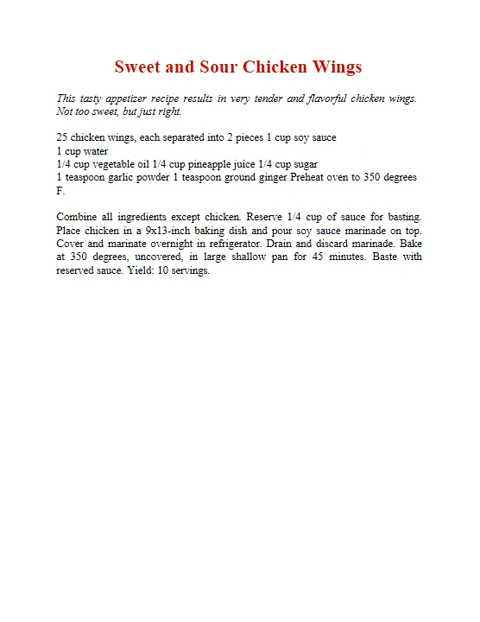 Sweet and Sour Chicken Wings
This tasty appetizer recipe results in very tender and flavorful chicken wings.
Not too sweet, but just right.
25 chicken wings, each separated into 2 pieces 1 cup soy sauce
1 cup water
1/4 cup vegetable oil 1/4 cup pineapple juice 1/4 cup sugar
1 teaspoon garlic powder 1 teaspoon ground ginger Preheat oven to 350 degrees
F.
Combine all ingredients except chicken. Reserve 1/4 cup of sauce for basting.
Place chicken in a 9x13-inch baking dish and pour soy sauce marinade on top.
Cover and marinate overnight in refrigerator. Drain and discard marinade. Bake
at 350 degrees, uncovered, in large shallow pan for 45 minutes. Baste with
reserved sauce. Yield: 10 servings.